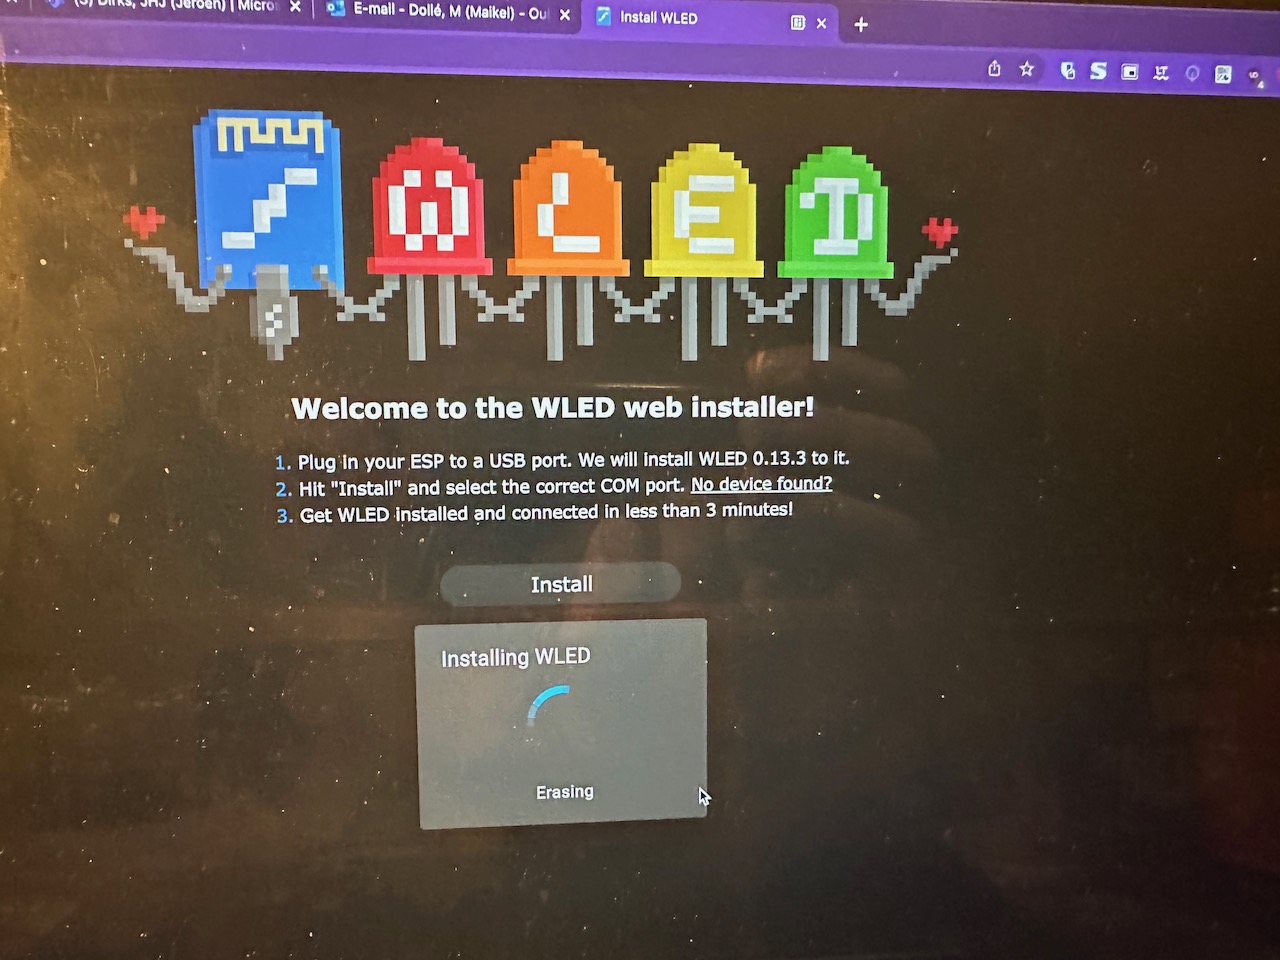 (3) Dirks, JHJ (Jeroen) | Micro
E-mail - Dollé, M (Maikel) - Ou
Install WLED
WLED
Welcome to the WLED web installer!
1. Plug in your ESP to a USB port. We will install WLED 0.13.3 to it.
2. Hit "Install" and select the correct COM port. No device found?
3. Get WLED installed and connected in less than 3 minutes!
Install
Installing WLED
Erasing